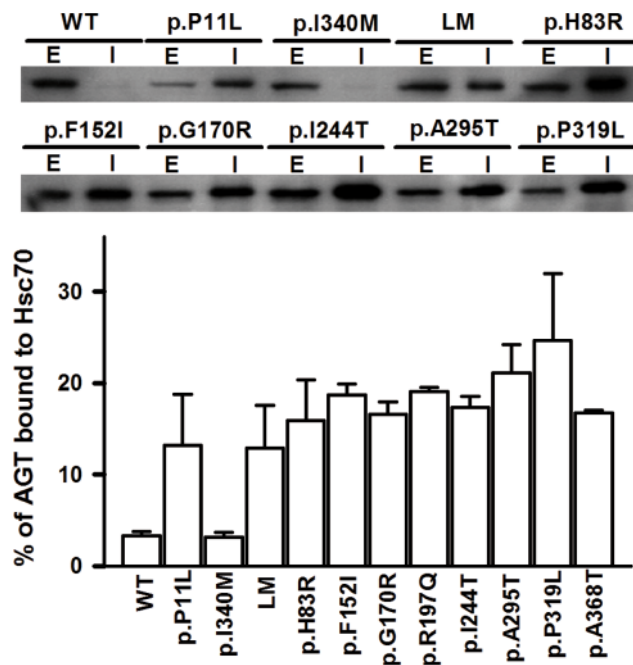 WT p.P11L p.I340M LM p.H83R
E I E I E I E I E I
p.F152I p.G170R p.I244T p.A295T p.P319L
E I E I E I E I E I
% of AGT bound to Hsc70
30
20
10
0
WT p.P11L p.I340M LM p.H83R p.F152I p.G170R p.R197Q p.I244T p.A295T p.P319L p.A368T